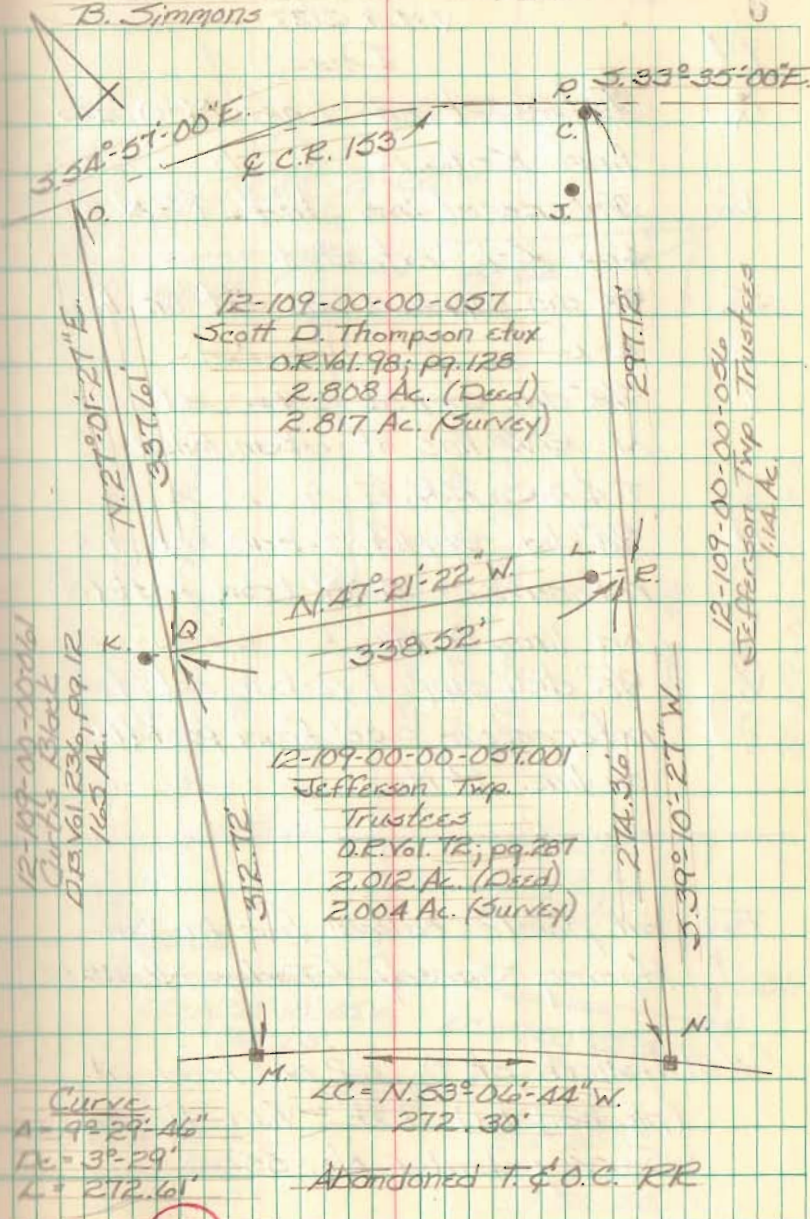 B. Simmons
S.33°-35'-00"E.
P.
C.
S.54°-57'-00"E.
₵ C.R. 153
J.
O.
12-109-00-00-057
Scott D. Thompson etux
O.R.Vol.98; pg.128
2.808 Ac. (Deed)
2.817 Ac. (Survey)
N.27°-01'-27"E.
337.61'
297.12'
12-109-00-00-056
Jefferson Twp. Trustees
1.14 Ac.
N.47°-21'-22"W.
338.52'
L.
R.
K.
Q
12-109-00-00-061
Curtis Black
O.R.Vol 236, pg. 12
165 Ac.
312.72'
12-109-00-00-057.001
Jefferson Twp.
Trustees
O.R.Vol. 72; pg.287
2.012 Ac. (Deed)
2.004 Ac. (Survey)
274.36'
S.39°-10'-27"W.
M.
N.
LC = N.53°-06'-44"W.
272.30'
Curve
Δ = 9°-29'-46"
Dc = 3°-29'
L = 272.61'
Abandoned T. & O.C. RR